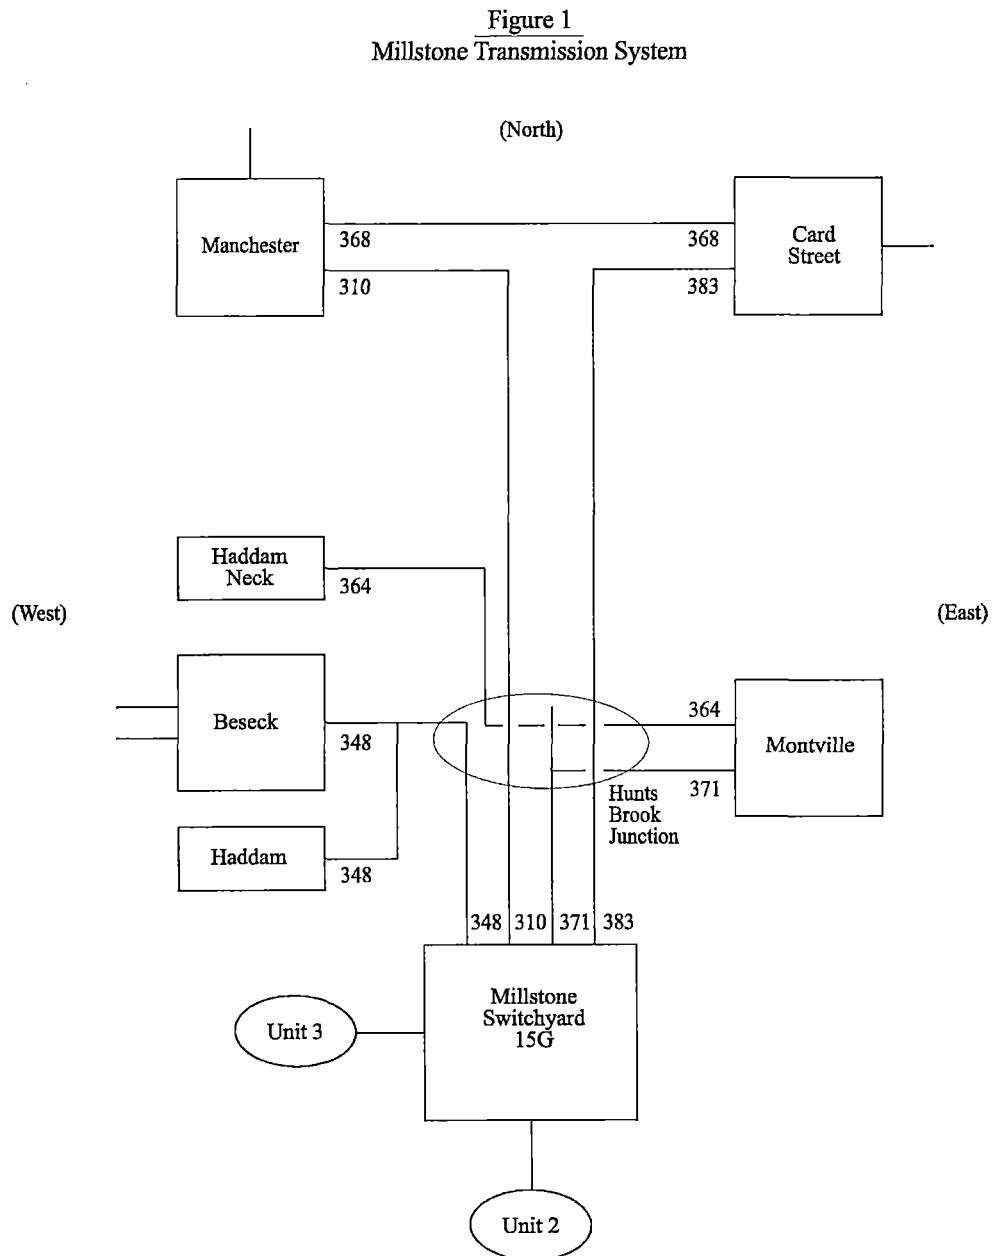 Figure 1
Millstone Transmission System
(North)
Manchester
368
310
368
383
Card
Street
Haddam
Neck
364
(West)
(East)
Beseck
348
364
371
Montville
Hunts
Brook
Junction
Haddam
348
348
310
371
383
Millstone
Switchyard
15G
Unit 3
Unit 2